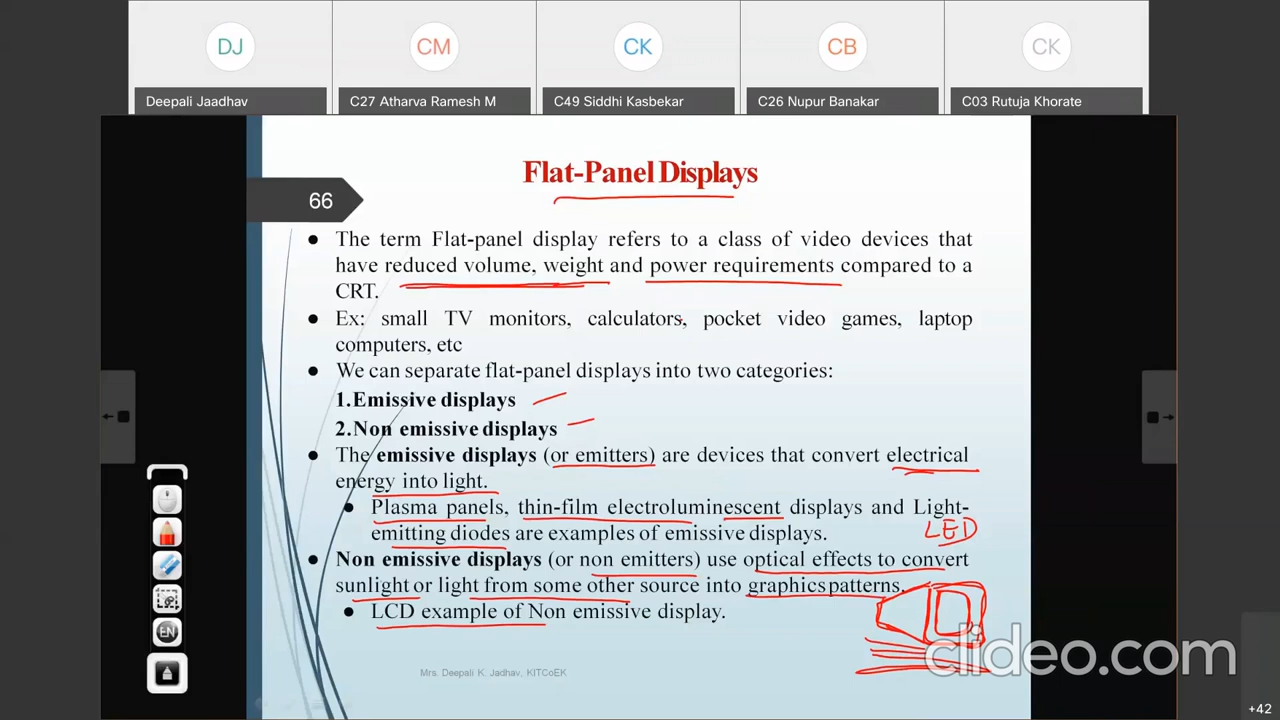 DJ
CM
CK
CB
CK
Deepali Jaadhav
C27 Atharva Ramesh M
C49 Siddhi Kasbekar
C26 Nupur Banakar
C03 Rutuja Khorate
Flat-Panel Displays
66
● The term Flat-panel display refers to a class of video devices that
have reduced volume, weight and power requirements compared to a
CRT.
● Ex: small TV monitors, calculators, pocket video games, laptop
computers, etc
● We can separate flat-panel displays into two categories:
1.Emissive displays
2.Non emissive displays
● The emissive displays (or emitters) are devices that convert electrical
energy into light.
● Plasma panels, thin-film electroluminescent displays and Light-
emitting diodes are examples of emissive displays.
LED
● Non emissive displays (or non emitters) use optical effects to convert
sunlight or light from some other source into graphics patterns.
● LCD example of Non emissive display.
EN
clideo.com
Mrs. Deepali K. Jadhav, KITCoEK
+42